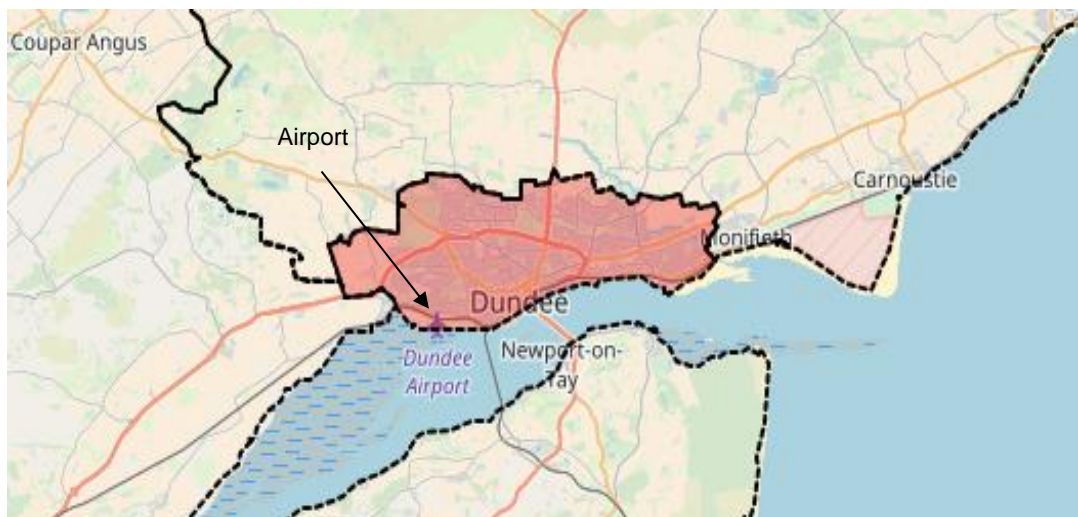 Coupar Angus
Airport
Carnoustie
Monifieth
Dundee
Newport-on-
Tay
Dundee
Airport